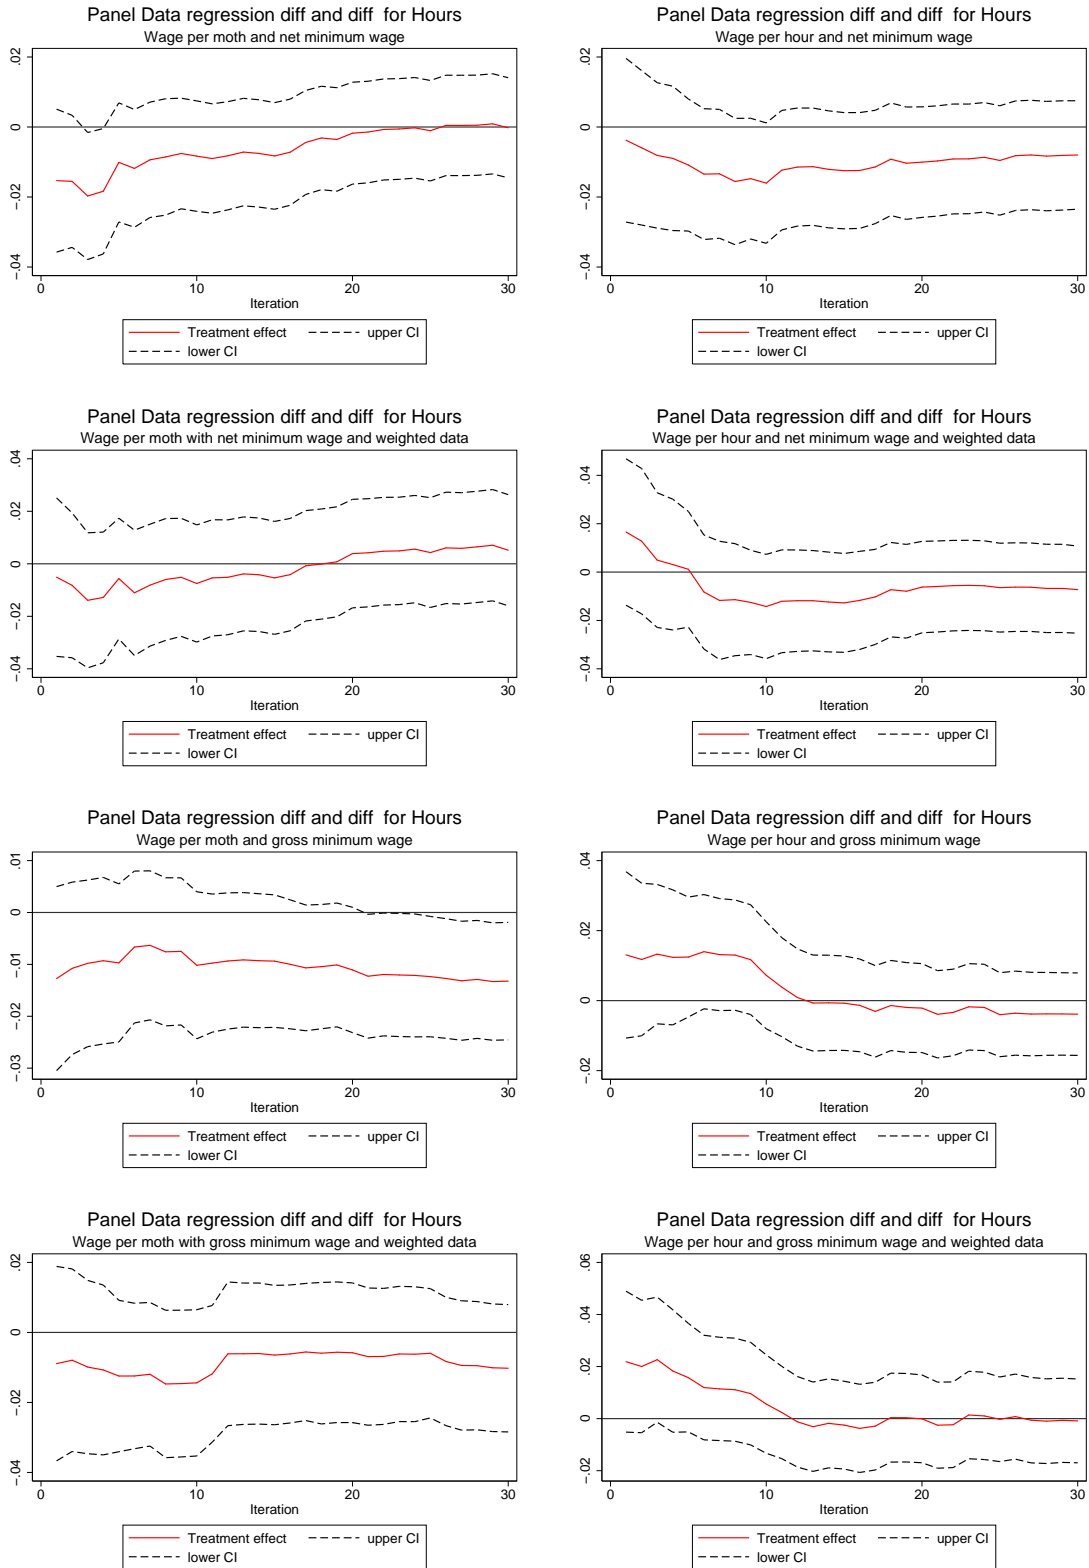 Panel Data regression diff and diff for Hours
Wage per moth and net minimum wage
.02
0
-.02
-.04
0 10 20 30
Iteration
Treatment effect upper CI
lower CI
Panel Data regression diff and diff for Hours
Wage per hour and net minimum wage
.02
0
-.02
-.04
0 10 20 30
Iteration
Treatment effect upper CI
lower CI
Panel Data regression diff and diff for Hours
Wage per moth with net minimum wage and weighted data
.04
.02
0
-.02
-.04
0 10 20 30
Iteration
Treatment effect upper CI
lower CI
Panel Data regression diff and diff for Hours
Wage per hour and net minimum wage and weighted data
.04
.02
0
-.02
-.04
0 10 20 30
Iteration
Treatment effect upper CI
lower CI
Panel Data regression diff and diff for Hours
Wage per moth and gross minimum wage
.01
0
-.01
-.02
-.03
0 10 20 30
Iteration
Treatment effect upper CI
lower CI
Panel Data regression diff and diff for Hours
Wage per hour and gross minimum wage
.04
.02
0
-.02
0 10 20 30
Iteration
Treatment effect upper CI
lower CI
Panel Data regression diff and diff for Hours
Wage per moth with gross minimum wage and weighted data
.02
0
-.02
-.04
0 10 20 30
Iteration
Treatment effect upper CI
lower CI
Panel Data regression diff and diff for Hours
Wage per hour and gross minimum wage and weighted data
.06
.04
.02
0
-.02
0 10 20 30
Iteration
Treatment effect upper CI
lower CI